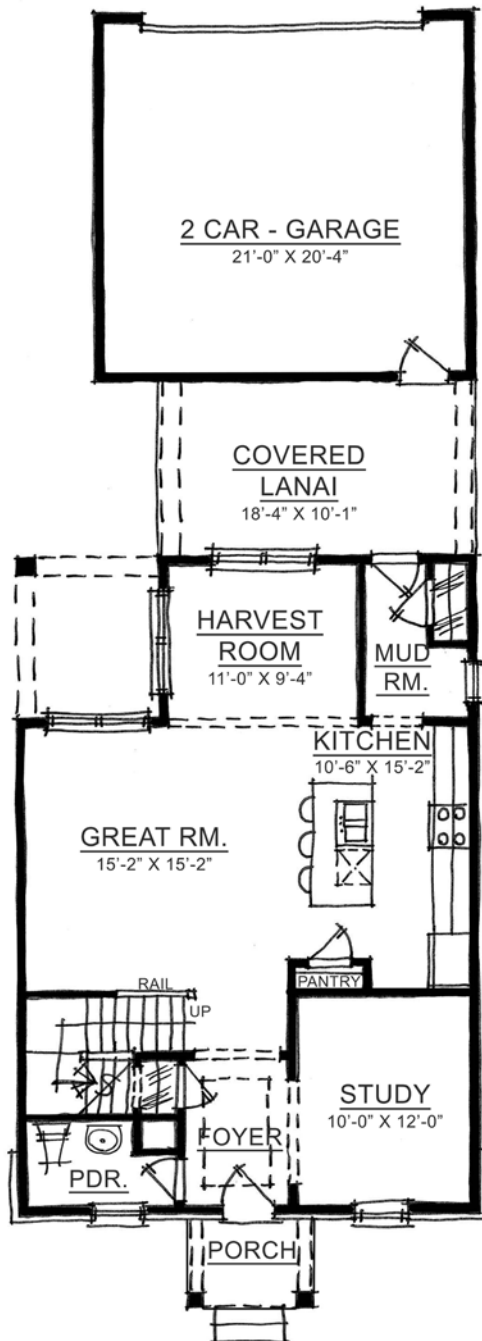 2 CAR - GARAGE
21'-0" X 20'-4"
COVERED
LANAI
18'-4" X 10'-1"
HARVEST
ROOM
11'-0" X 9'-4"
MUD
RM.
KITCHEN
10'-6" X 15'-2"
GREAT RM.
15'-2" X 15'-2"
RAIL
UP
PANTRY
STUDY
10'-0" X 12'-0"
FOYER
PDR.
PORCH